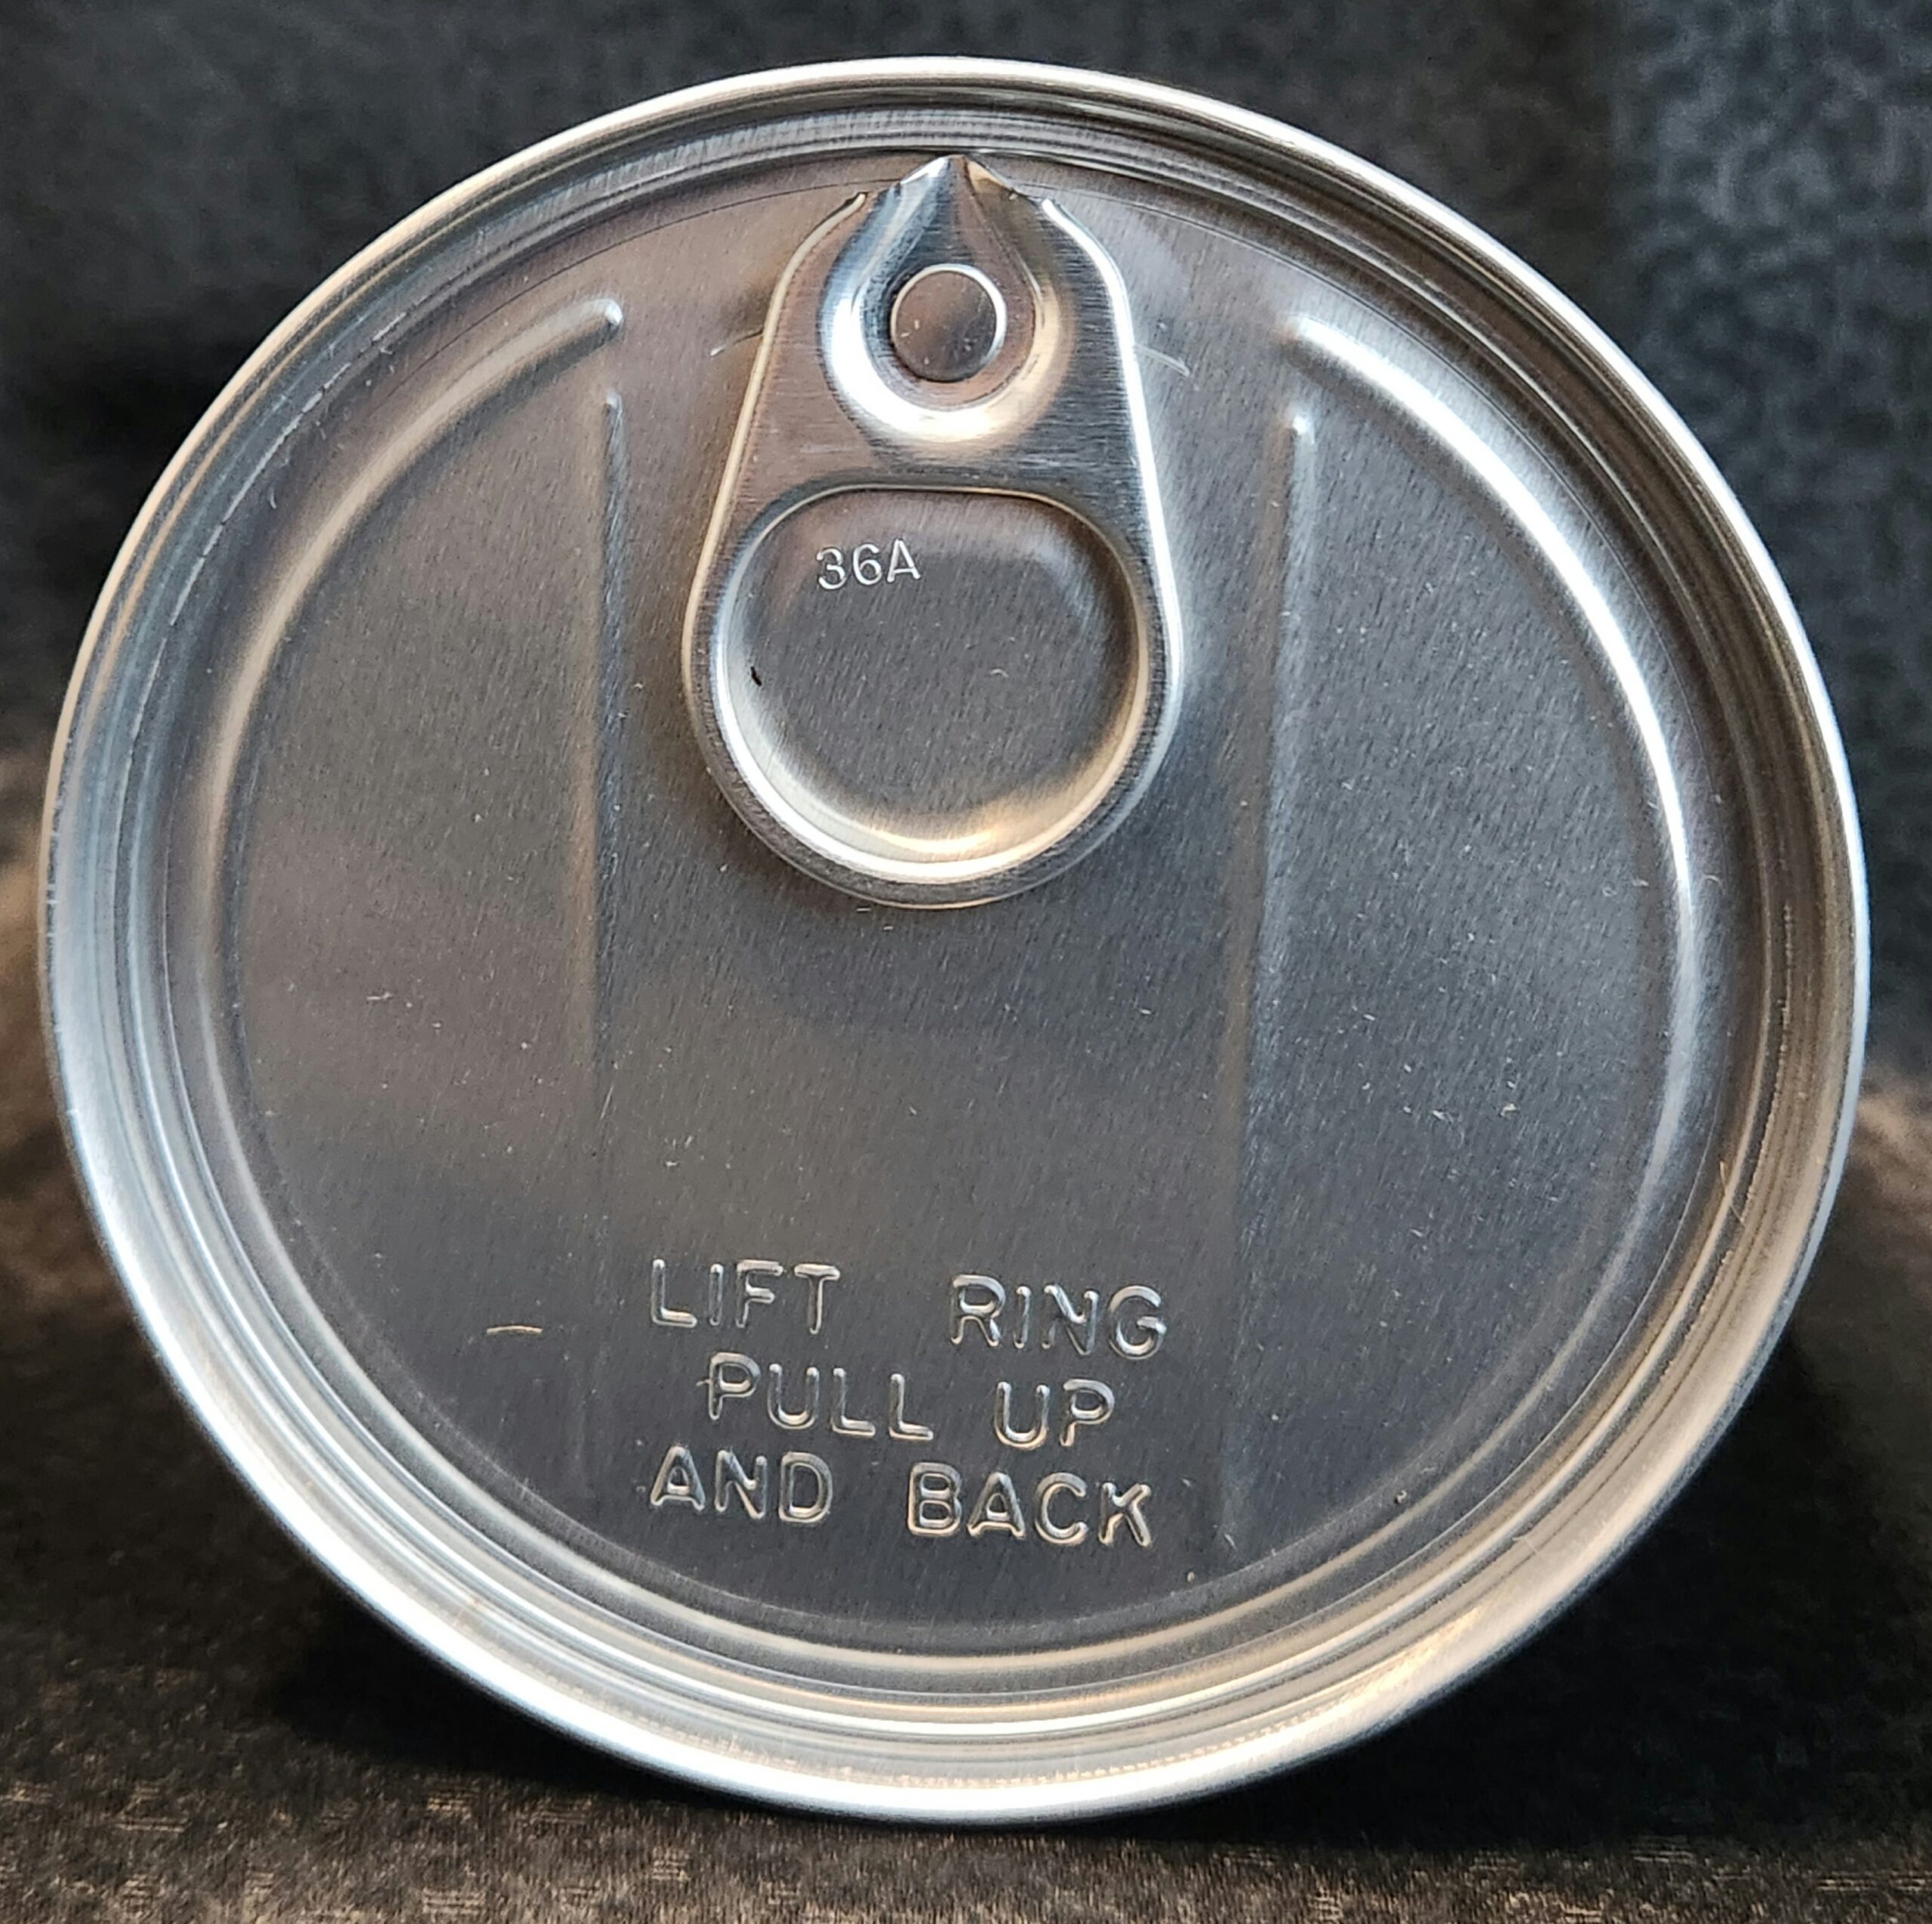 36A
LIFT RING
PULL UP
AND BACK